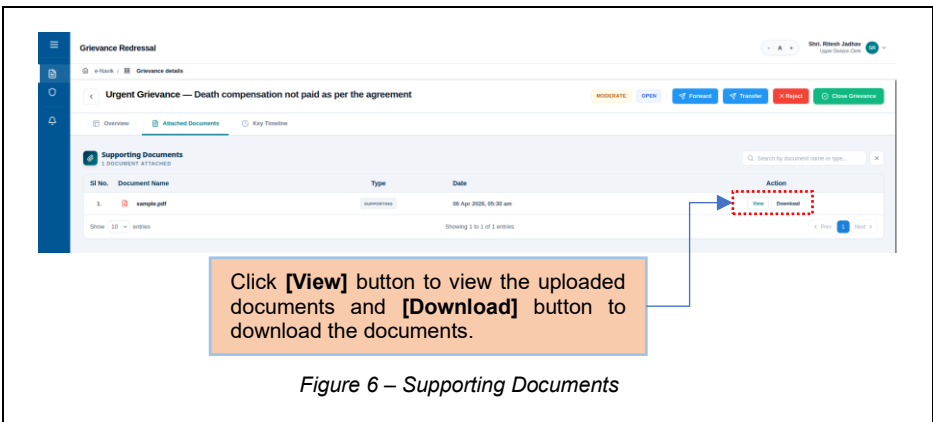 Grievance Redressal
- A +
Shri. Ritesh Jadhav
Upper Division Clerk
SR
e-Navik / Grievance details
Urgent Grievance — Death compensation not paid as per the agreement
MODERATE OPEN Forward Transfer × Reject Close Grievance
Overview Attached Documents Key Timeline
Supporting Documents
1 DOCUMENT ATTACHED
Search by document name or type... ×
Sl No. Document Name Type Date Action
1. sample.pdf SUPPORTING 06 Apr 2026, 05:30 am View Download
Show 10 entries Showing 1 to 1 of 1 entries < Prev 1 Next >
Click [View] button to view the uploaded
documents and [Download] button to
download the documents.
Figure 6 – Supporting Documents